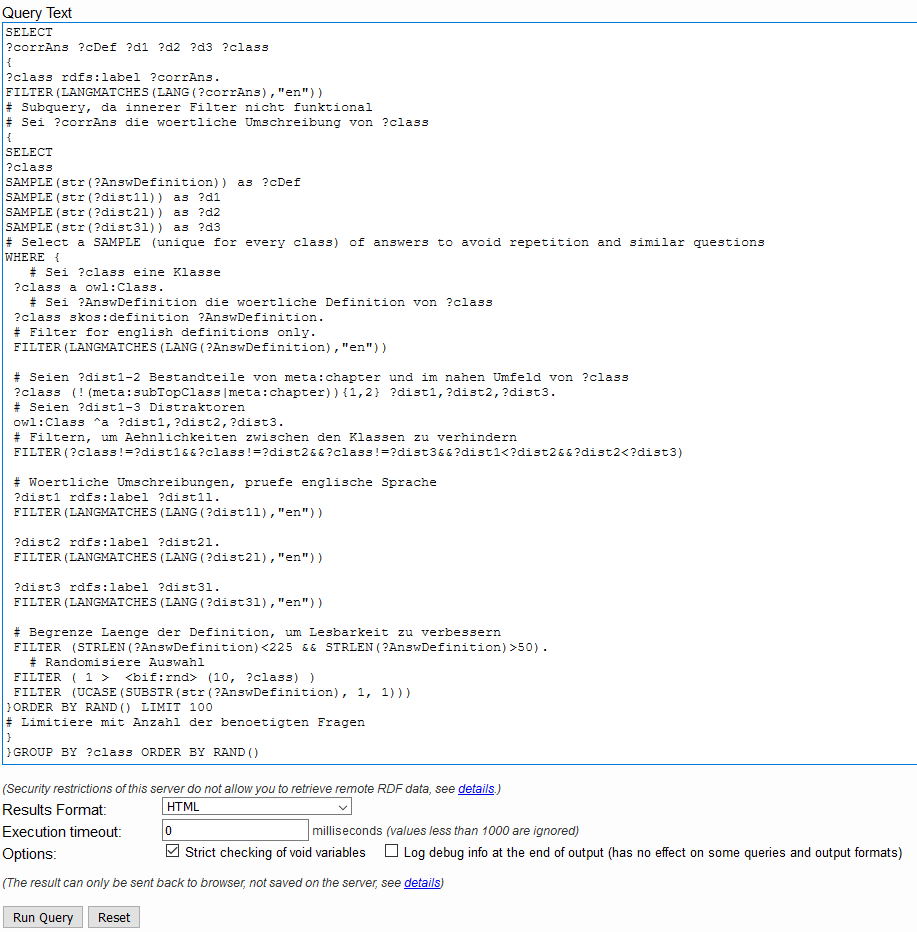 Query Text
SELECT
?corrAns ?cDef ?d1 ?d2 ?d3 ?class
{
?class rdfs:label ?corrAns.
FILTER(LANGMATCHES(LANG(?corrAns),"en"))
# Subquery, da innerer Filter nicht funktional
# Sei ?corrAns die woertliche Umschreibung von ?class
{
SELECT
?class
SAMPLE(str(?AnswDefinition)) as ?cDef
SAMPLE(str(?dist1l)) as ?d1
SAMPLE(str(?dist2l)) as ?d2
SAMPLE(str(?dist3l)) as ?d3
# Select a SAMPLE (unique for every class) of answers to avoid repetition and similar questions
WHERE {
# Sei ?class eine Klasse
?class a owl:Class.
# Sei ?AnswDefinition die woertliche Definition von ?class
?class skos:definition ?AnswDefinition.
# Filter for english definitions only.
FILTER(LANGMATCHES(LANG(?AnswDefinition),"en"))
# Seien ?dist1-2 Bestandteile von meta:chapter und im nahen Umfeld von ?class
?class (!(meta:subTopClass|meta:chapter)){1,2} ?dist1,?dist2,?dist3.
# Seien ?dist1-3 Distraktoren
owl:Class ^a ?dist1,?dist2,?dist3.
# Filtern, um Aehnlichkeiten zwischen den Klassen zu verhindern
FILTER(?class!=?dist1&&?class!=?dist2&&?class!=?dist3&&?dist1<?dist2&&?dist2<?dist3)
# Woertliche Umschreibungen, pruefe englische Sprache
?dist1 rdfs:label ?dist1l.
FILTER(LANGMATCHES(LANG(?dist1l),"en"))
?dist2 rdfs:label ?dist2l.
FILTER(LANGMATCHES(LANG(?dist2l),"en"))
?dist3 rdfs:label ?dist3l.
FILTER(LANGMATCHES(LANG(?dist3l),"en"))
# Begrenze Laenge der Definition, um Lesbarkeit zu verbessern
FILTER (STRLEN(?AnswDefinition)<225 && STRLEN(?AnswDefinition)>50).
# Randomisiere Auswahl
FILTER ( 1 > <bif:rnd> (10, ?class) )
FILTER (UCASE(SUBSTR(str(?AnswDefinition), 1, 1)))
}ORDER BY RAND() LIMIT 100
# Limitiere mit Anzahl der benoetigten Fragen
}
}GROUP BY ?class ORDER BY RAND()
(Security restrictions of this server do not allow you to retrieve remote RDF data, see details.)
Results Format: HTML
Execution timeout: 0 milliseconds (values less than 1000 are ignored)
Options: Strict checking of void variables Log debug info at the end of output (has no effect on some queries and output formats)
(The result can only be sent back to browser, not saved on the server, see details)
Run Query Reset